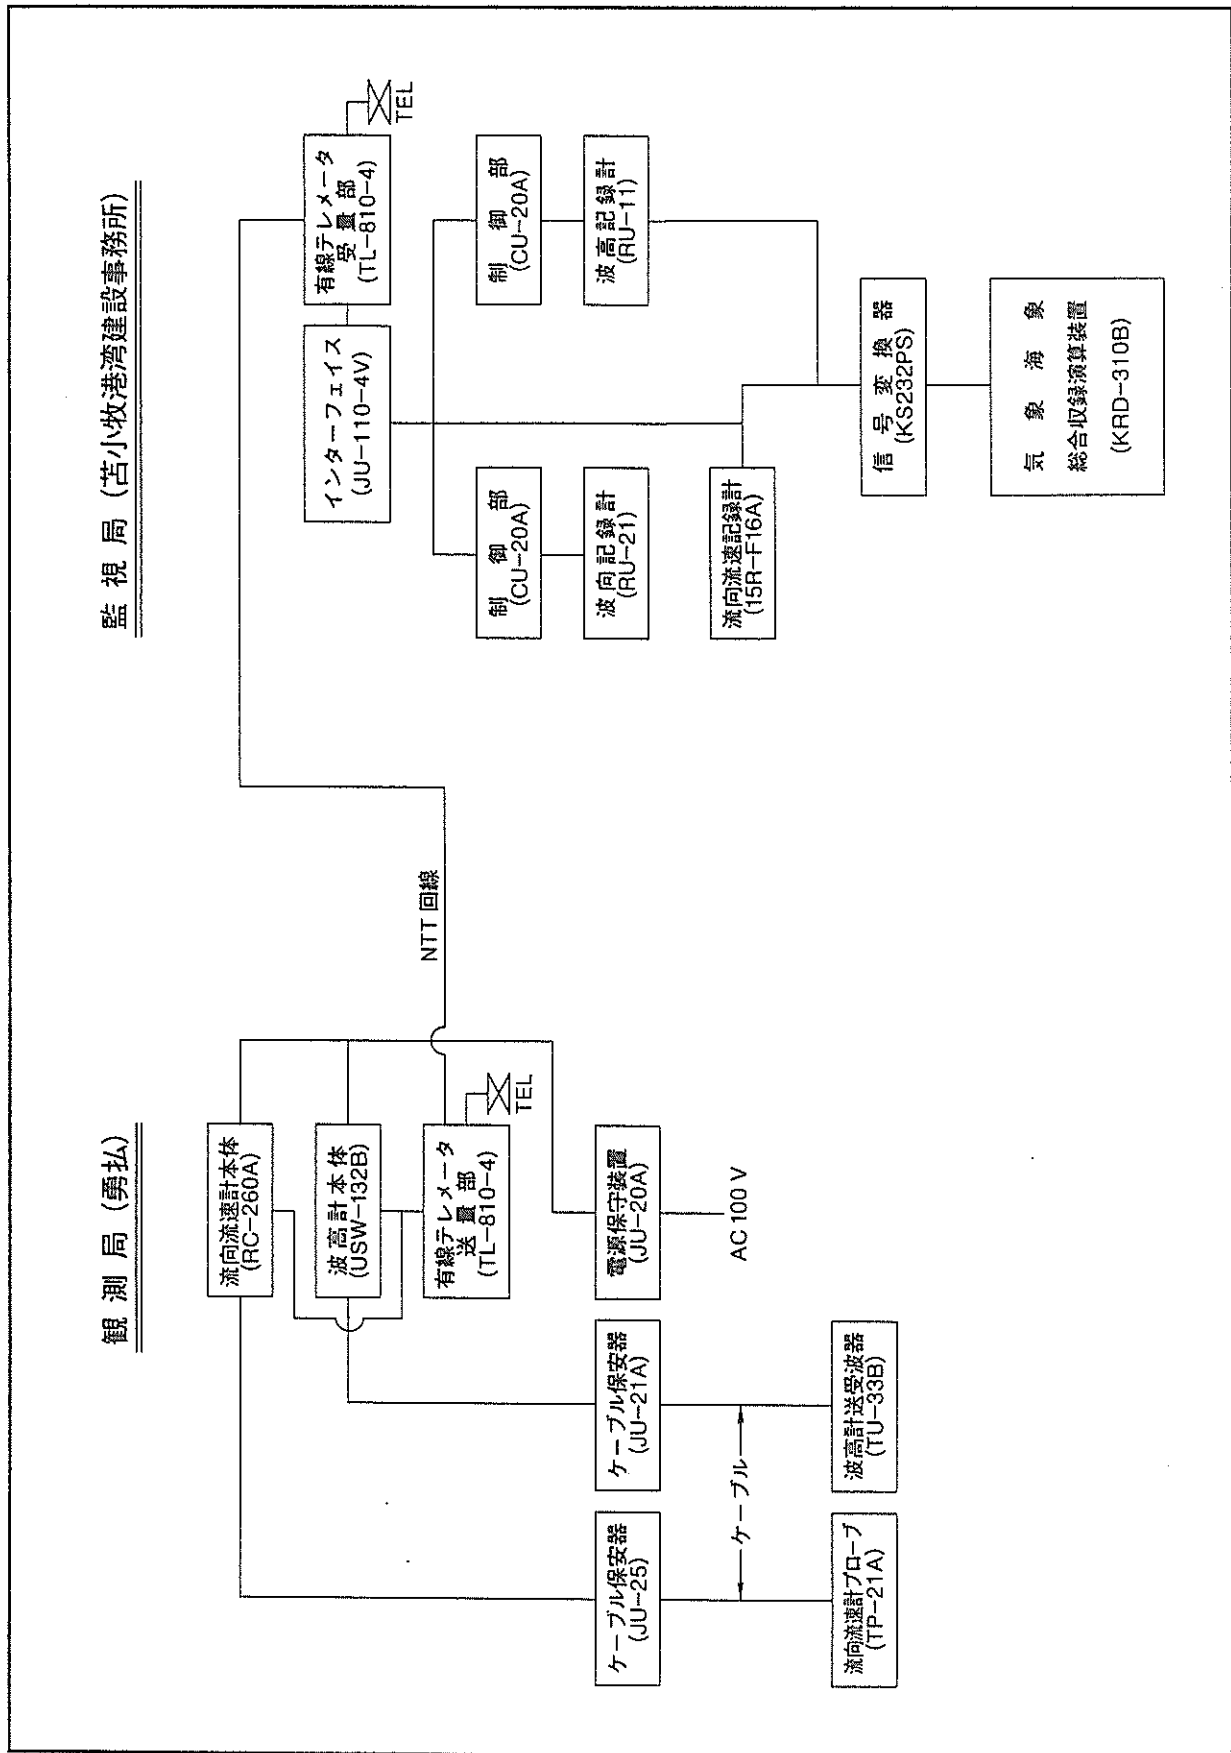 観測局 (勇払)
流向流速計本体
(RC-260A)
波高計本体
(USW-132B)
有線テレメータ
送量部
(TL-810-4)
TEL
ケーブル保安器
(JU-25)
ケーブル保安器
(JU-21A)
電源保守装置
(JU-20A)
AC 100 V
ケーブル
流向流速計プローブ
(TP-21A)
波高計送受波器
(TU-33B)
NTT 回線
監視局 (苫小牧港湾建設事務所)
有線テレメータ
受量部
(TL-810-4)
TEL
インターフェイス
(JU-110-4V)
制御部
(CU-20A)
制御部
(CU-20A)
波向記録計
(RU-21)
波高記録計
(RU-11)
流向流速記録計
(15R-F16A)
信号変換器
(KS232PS)
気象海象
総合収録演算装置
(KRD-310B)